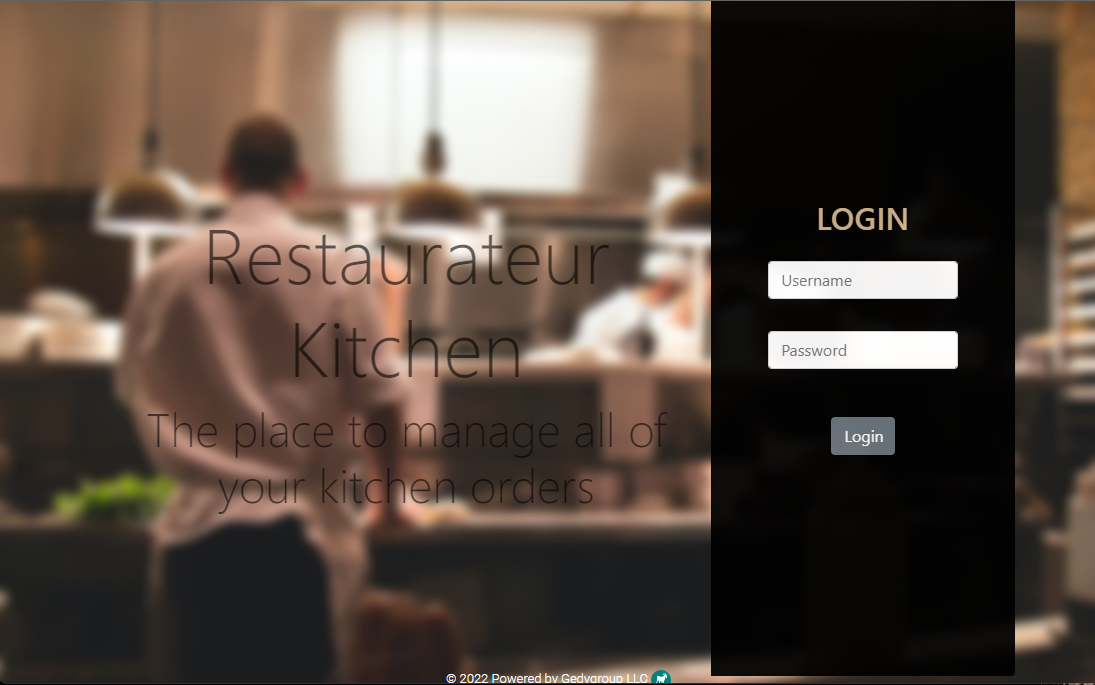 Restaurateur
Kitchen
The place to manage all of
your kitchen orders
LOGIN
Username
Password
Login
© 2022 Powered by Gedygroup LLC